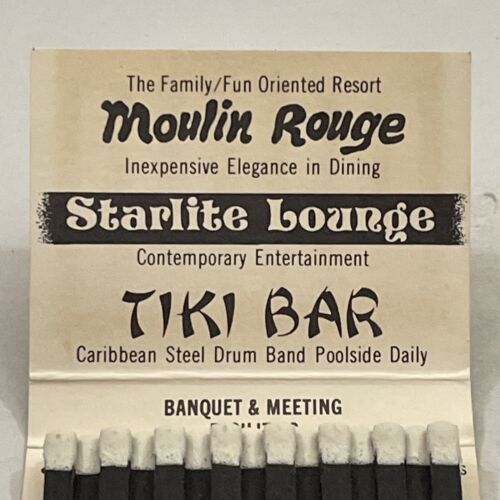 The Family/Fun Oriented Resort
Moulin Rouge
Inexpensive Elegance in Dining
Starlite Lounge
Contemporary Entertainment
TIKI BAR
Caribbean Steel Drum Band Poolside Daily
BANQUET & MEETING